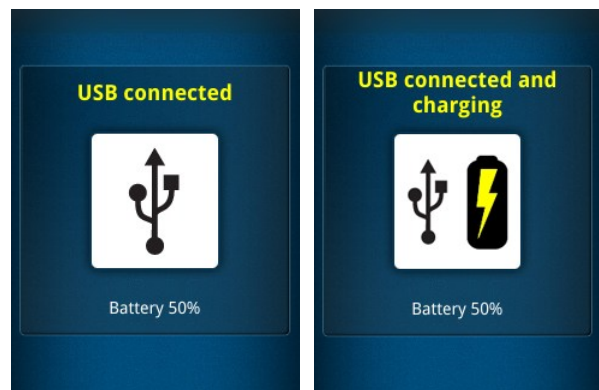 USB connected
Battery 50%
USB connected and
charging
Battery 50%